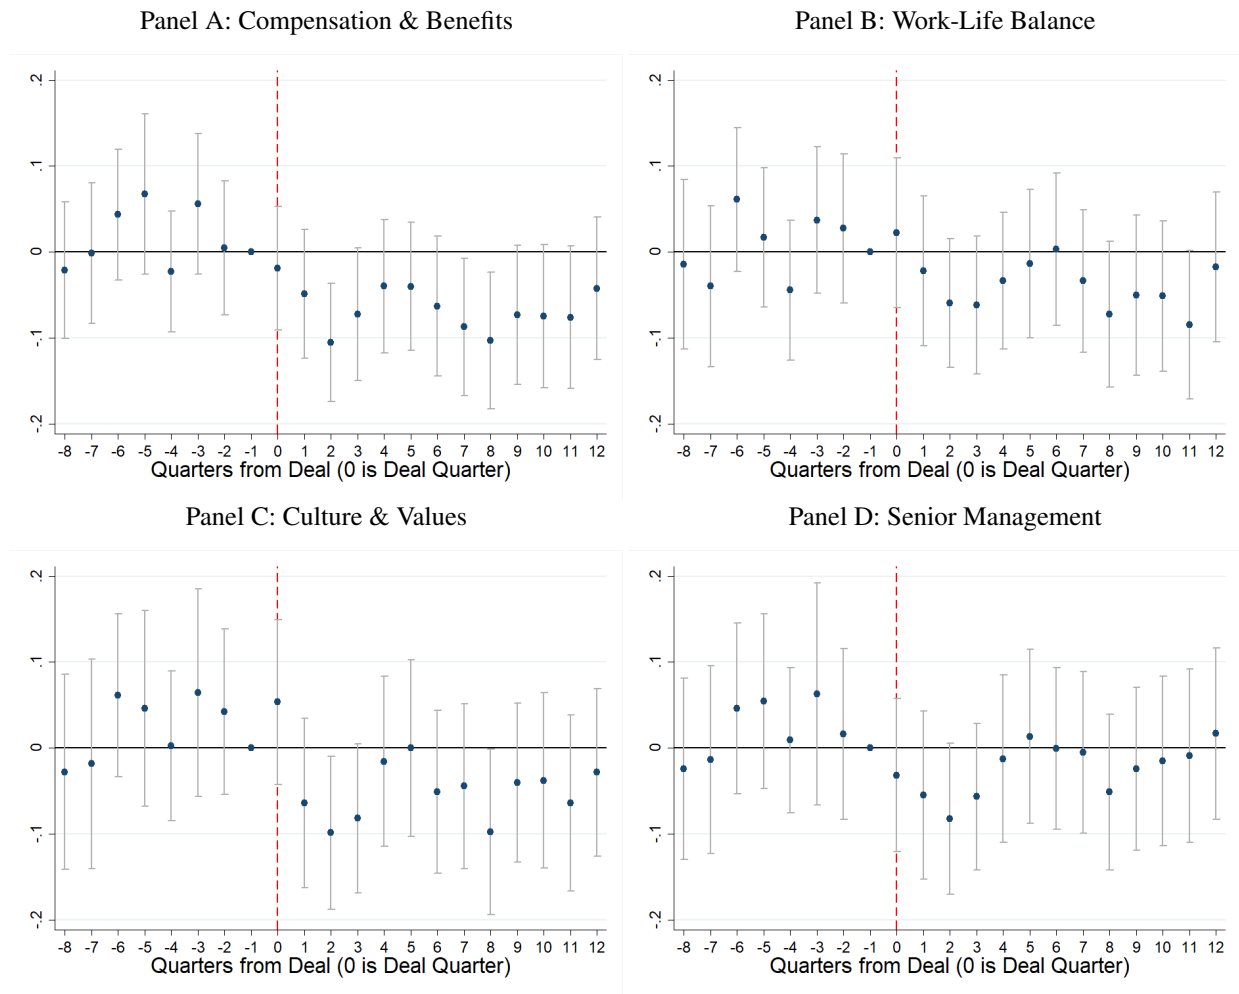 Panel A: Compensation & Benefits
.2
.1
0
-.1
-.2
-8 -7 -6 -5 -4 -3 -2 -1 0 1 2 3 4 5 6 7 8 9 10 11 12
Quarters from Deal (0 is Deal Quarter)
Panel B: Work-Life Balance
.2
.1
0
-.1
-.2
-8 -7 -6 -5 -4 -3 -2 -1 0 1 2 3 4 5 6 7 8 9 10 11 12
Quarters from Deal (0 is Deal Quarter)
Panel C: Culture & Values
.2
.1
0
-.1
-.2
-8 -7 -6 -5 -4 -3 -2 -1 0 1 2 3 4 5 6 7 8 9 10 11 12
Quarters from Deal (0 is Deal Quarter)
Panel D: Senior Management
.2
.1
0
-.1
-.2
-8 -7 -6 -5 -4 -3 -2 -1 0 1 2 3 4 5 6 7 8 9 10 11 12
Quarters from Deal (0 is Deal Quarter)